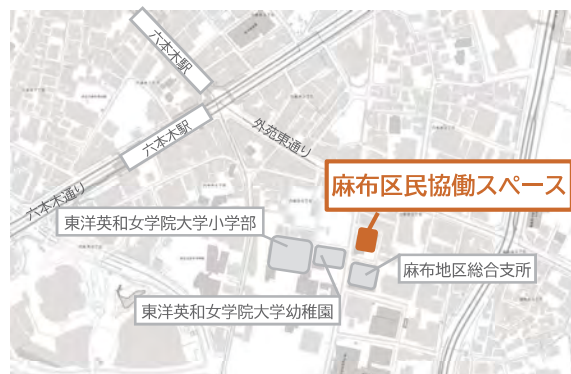 六本木駅
六本木駅
外苑東通り
六本木通り
麻布区民協働スペース
東洋英和女学院大学小学部
麻布地区総合支所
東洋英和女学院大学幼稚園